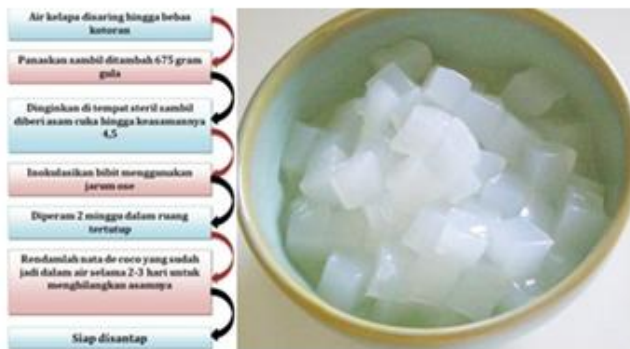 Air kelapa disaring hingga bebas
kotoran
Panaskan sambil ditambah 675 gram
gula
Dinginkan di tempat steril sambil
diberi asam cuka hingga keasamannya
4,5
Inokulasikan bibit menggunakan
jarum ose
Diperam 2 minggu dalam ruang
tertutup
Rendamlah nata de coco yang sudah
jadi dalam air selama 2-3 hari untuk
menghilangkan asamnya
Siap disantap